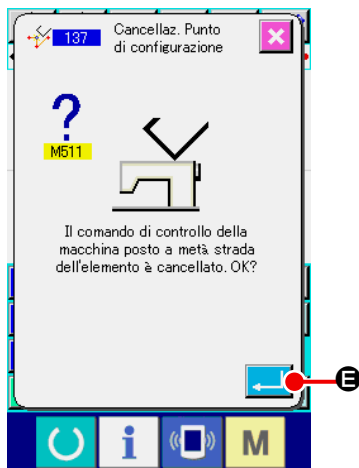 137 Cancellaz. Punto
di configurazione
?
M511
Il comando di controllo della
macchina posto a metà strada
dell'elemento è cancellato. OK?
E
i
M